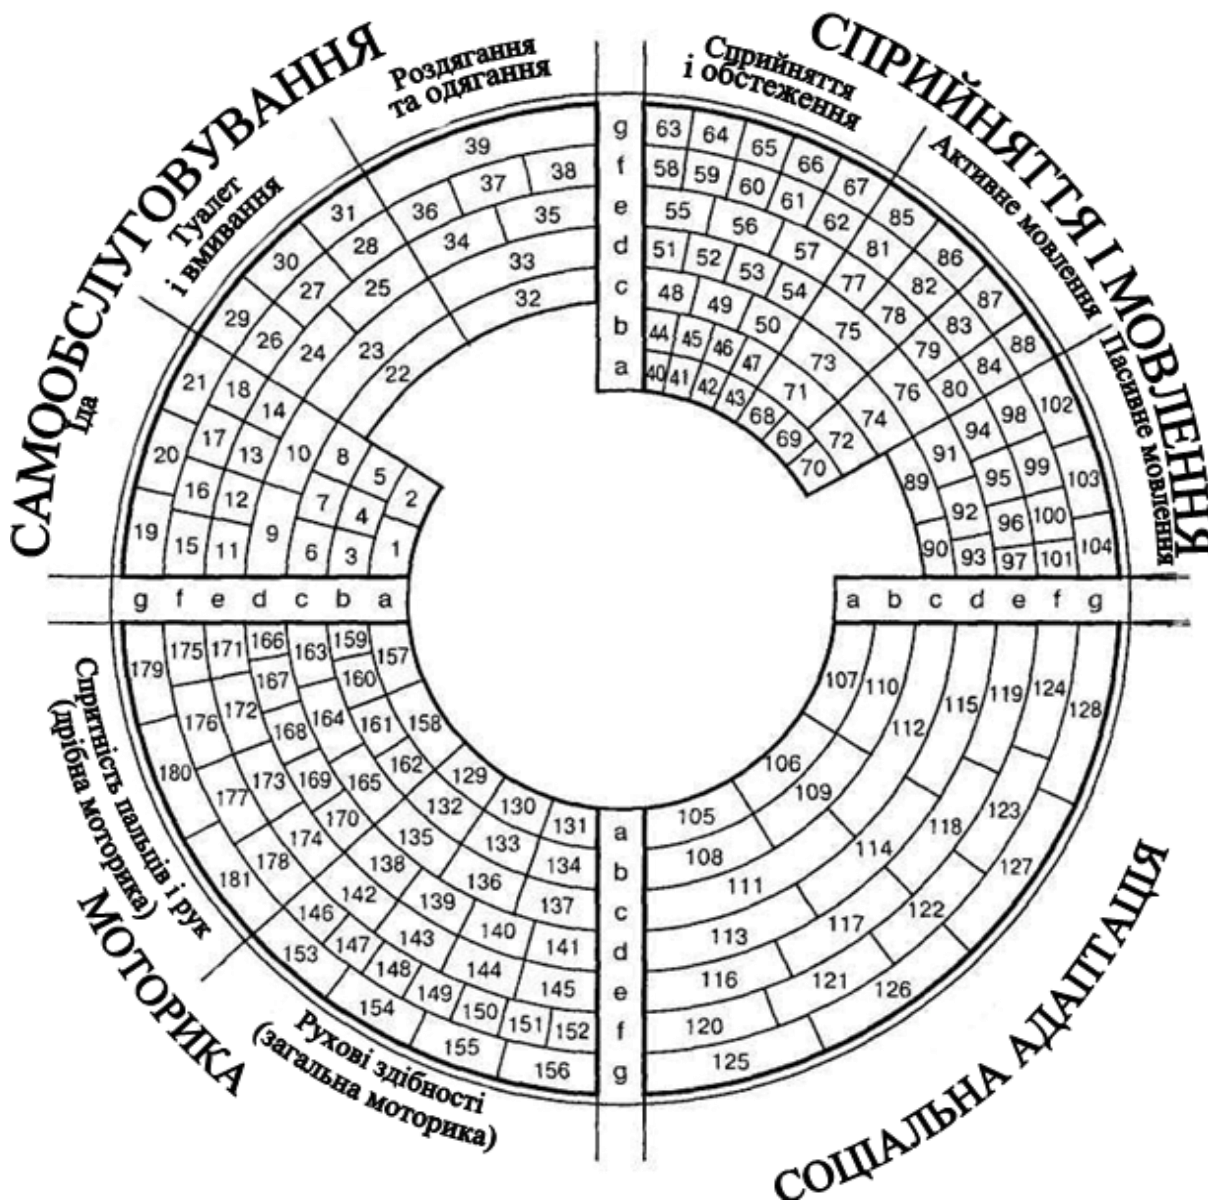 САМООБСЛУГОВУВАННЯ
Роздягання
та одягання
39
38
37
36
35
34
33
32
Туалет
і вмивання
31
30
29
28
27
26
25
24
23
22
Їда
21
20
19
18
17
16
15
14
13
12
11
10
9
8
7
6
5
4
3
2
1
g
f
e
d
c
b
a
СПРИЙНЯТТЯ І МОВЛЕННЯ
Сприйняття
і обстеження
63 64 65 66 67
58 59 60 61 62
55 56 57
51 52 53 54
48 49 50
44 45 46 47
40 41 42 43
Активне мовлення
85 86 87 88
81 82 83 84
77 78 79 80
75 76
73 74
71 72
68 69 70
Пасивне мовлення
102 103 104
98 99 100 101
94 95 96 97
91 92 93
89 90
g f e d c b a
a b c d e f g
МОТОРИКА
Спритність пальців і рук
(дрібна моторика)
179 180 181
175 176 177 178
171 172 173 174
166 167 168 169 170
163 164 165
159 160 161 162
157 158
Рухові здібності
(загальна моторика)
129 130 131
132 133 134
135 136 137
138 139 140 141
142 143 144 145
146 147 148 149 150 151 152
153 154 155 156
a
b
c
d
e
f
g
СОЦІАЛЬНА АДАПТАЦІЯ
105 106 107
108 109 110
111 112
113 114 115
116 117 118 119
120 121 122 123 124
125 126 127 128